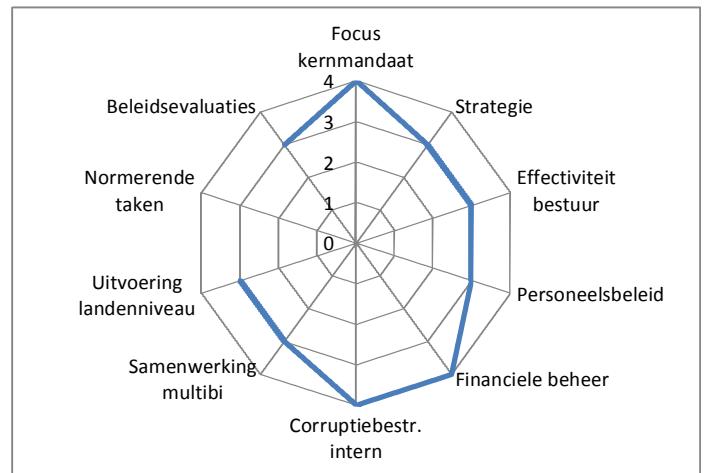 Focus
kernmandaat
4
Beleidsevaluaties
Strategie
3
Normerende
taken
2
Effectiviteit
bestuur
1
0
Uitvoering
landenniveau
Personeelsbeleid
Samenwerking
multibi
Financiele beheer
Corruptiebestr.
intern